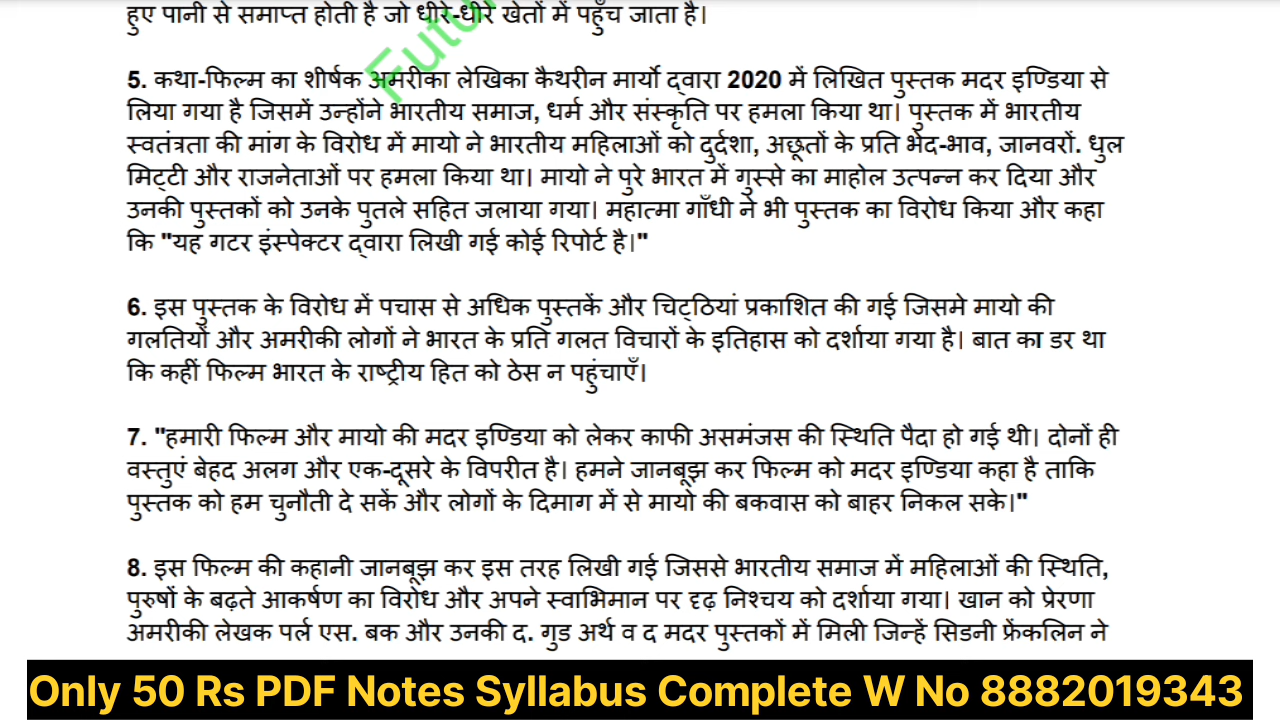 हुए पानी से समाप्त होती है जो धीरे-धीरे खेतों में पहुँच जाता है।
Futu
5. कथा-फिल्म का शीर्षक अमरीका लेखिका कैथरीन मार्यो द्वारा 2020 में लिखित पुस्तक मदर इण्डिया से
लिया गया है जिसमें उन्होंने भारतीय समाज, धर्म और संस्कृति पर हमला किया था। पुस्तक में भारतीय
स्वतंत्रता की मांग के विरोध में मायो ने भारतीय महिलाओं को दुर्दशा, अछूतों के प्रति भेद-भाव, जानवरों. धुल
मिट्टी और राजनेताओं पर हमला किया था। मायो ने पुरे भारत में गुस्से का माहोल उत्पन्न कर दिया और
उनकी पुस्तकों को उनके पुतले सहित जलाया गया। महात्मा गाँधी ने भी पुस्तक का विरोध किया और कहा
कि "यह गटर इंस्पेक्टर द्वारा लिखी गई कोई रिपोर्ट है।"
6. इस पुस्तक के विरोध में पचास से अधिक पुस्तकें और चिट्ठियां प्रकाशित की गई जिसमे मायो की
गलतियों और अमरीकी लोगों ने भारत के प्रति गलत विचारों के इतिहास को दर्शाया गया है। बात का डर था
कि कहीं फिल्म भारत के राष्ट्रीय हित को ठेस न पहुंचाएँ।
7. "हमारी फिल्म और मायो की मदर इण्डिया को लेकर काफी असमंजस की स्थिति पैदा हो गई थी। दोनों ही
वस्तुएं बेहद अलग और एक-दूसरे के विपरीत है। हमने जानबूझ कर फिल्म को मदर इण्डिया कहा है ताकि
पुस्तक को हम चुनौती दे सकें और लोगों के दिमाग में से मायो की बकवास को बाहर निकल सके।"
8. इस फिल्म की कहानी जानबूझ कर इस तरह लिखी गई जिससे भारतीय समाज में महिलाओं की स्थिति,
पुरुषों के बढ़ते आकर्षण का विरोध और अपने स्वाभिमान पर दृढ़ निश्चय को दर्शाया गया। खान को प्रेरणा
अमरीकी लेखक पर्ल एस. बक और उनकी द. गुड अर्थ व द मदर पुस्तकों में मिली जिन्हें सिडनी फ्रेंकलिन ने
Only 50 Rs PDF Notes Syllabus Complete W No 8882019343